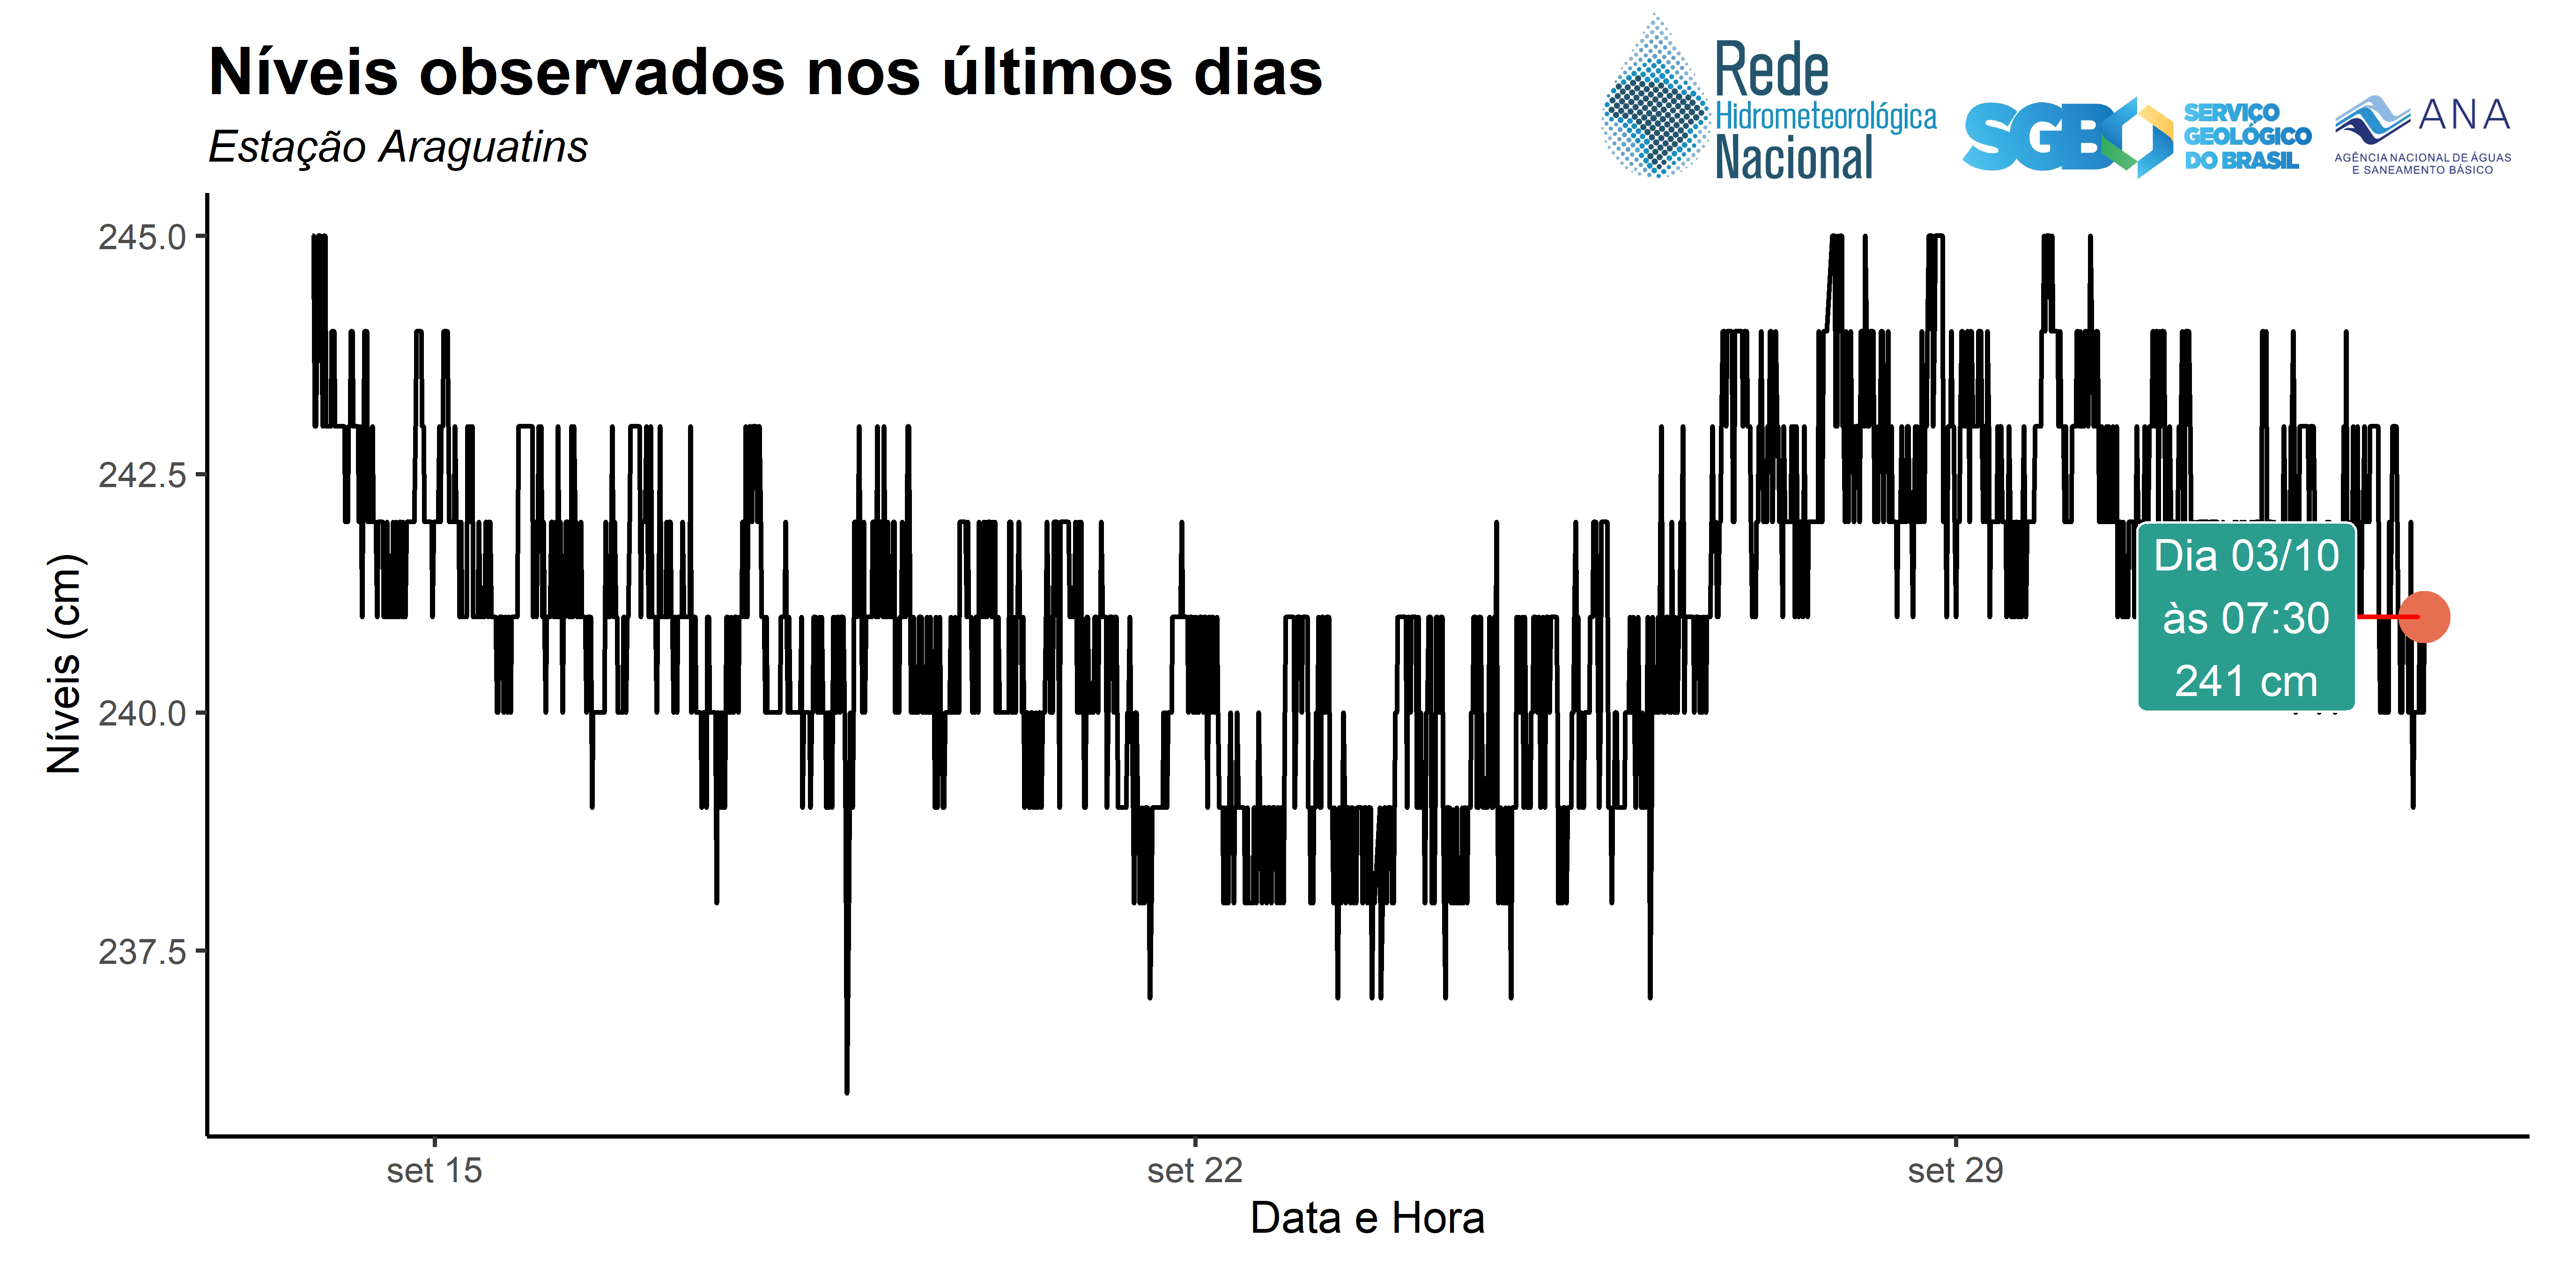 Níveis observados nos últimos dias
Estação Araguatins
Rede
Hidrometeorológica
Nacional
SGB
SERVIÇO
GEOLÓGICO
DO BRASIL
ANA
AGÊNCIA NACIONAL DE ÁGUAS
E SANEAMENTO BÁSICO
Níveis (cm)
245.0
242.5
240.0
237.5
Dia 03/10
às 07:30
241 cm
set 15
set 22
set 29
Data e Hora